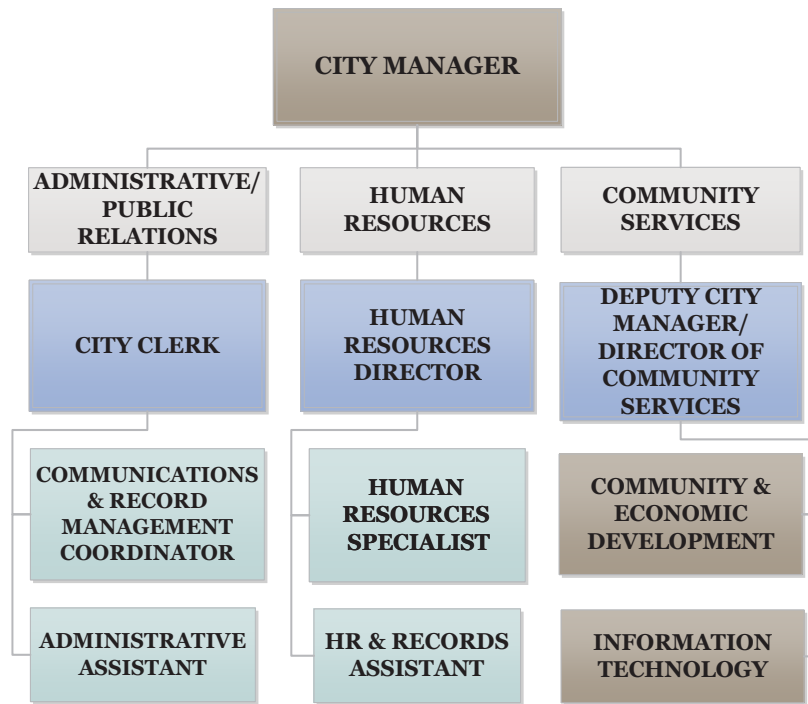 CITY MANAGER
ADMINISTRATIVE/
PUBLIC
RELATIONS
HUMAN
RESOURCES
COMMUNITY
SERVICES
CITY CLERK
HUMAN
RESOURCES
DIRECTOR
DEPUTY CITY
MANAGER/
DIRECTOR OF
COMMUNITY
SERVICES
COMMUNICATIONS
& RECORD
MANAGEMENT
COORDINATOR
HUMAN
RESOURCES
SPECIALIST
COMMUNITY &
ECONOMIC
DEVELOPMENT
ADMINISTRATIVE
ASSISTANT
HR & RECORDS
ASSISTANT
INFORMATION
TECHNOLOGY